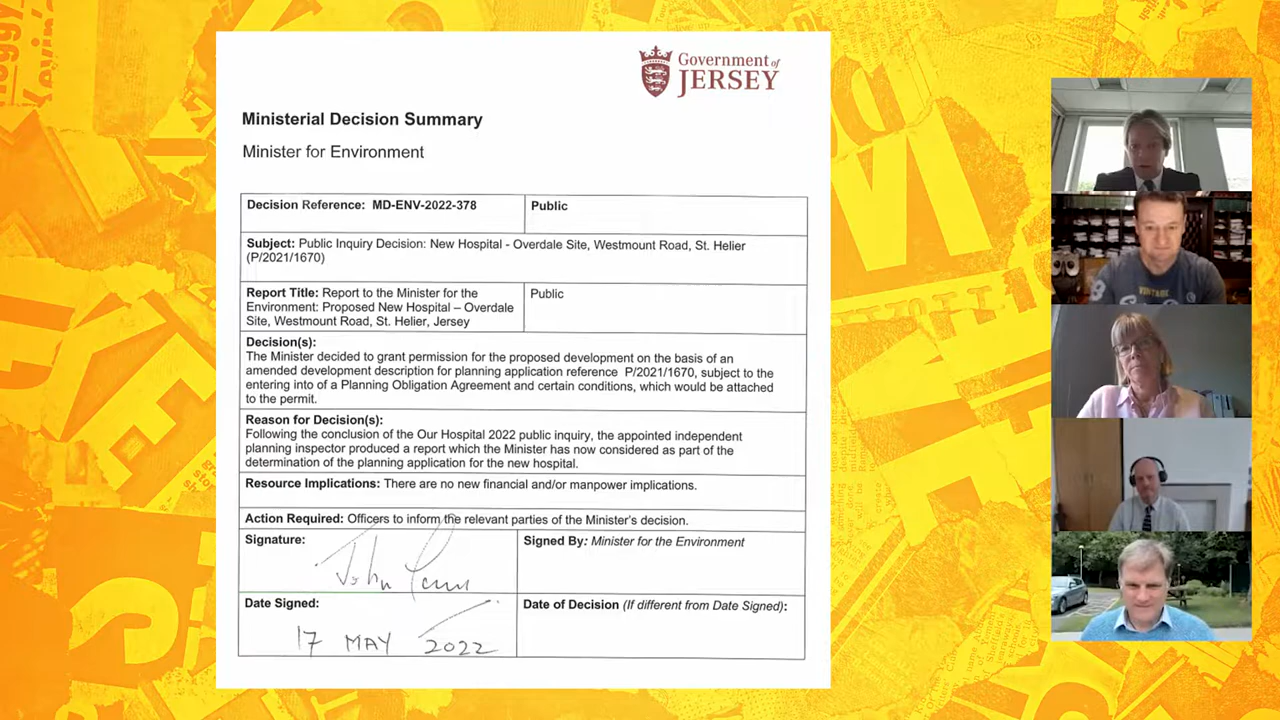 Government of
JERSEY
Ministerial Decision Summary
Minister for Environment
Decision Reference: MD-ENV-2022-378
Public
Subject: Public Inquiry Decision: New Hospital - Overdale Site, Westmount Road, St. Helier
(P/2021/1670)
Report Title: Report to the Minister for the
Environment: Proposed New Hospital – Overdale
Site, Westmount Road, St. Helier, Jersey
Public
Decision(s):
The Minister decided to grant permission for the proposed development on the basis of an
amended development description for planning application reference P/2021/1670, subject to the
entering into of a Planning Obligation Agreement and certain conditions, which would be attached
to the permit.
Reason for Decision(s):
Following the conclusion of the Our Hospital 2022 public inquiry, the appointed independent
planning inspector produced a report which the Minister has now considered as part of the
determination of the planning application for the new hospital.
Resource Implications: There are no new financial and/or manpower implications.
Action Required: Officers to inform the relevant parties of the Minister's decision.
Signature:
John
Signed By: Minister for the Environment
Date Signed:
17 MAY 2022
Date of Decision (If different from Date Signed):
VINTAGE